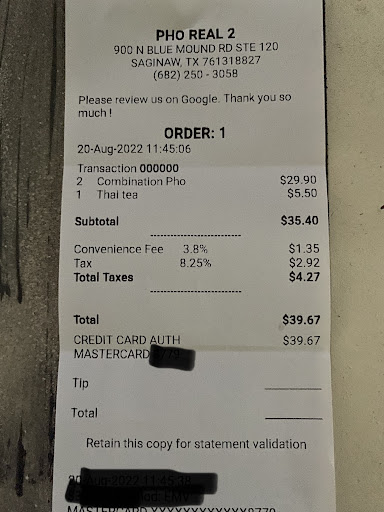 PHO REAL 2
900 N BLUE MOUND RD STE 120
SAGINAW, TX 761318827
(682) 250 - 3058
Please review us on Google. Thank you so
much !
ORDER: 1
20-Aug-2022 11:45:06
Transaction 000000
2 Combination Pho $29.90
1 Thai tea $5.50
Subtotal $35.40
Convenience Fee 3.8% $1.35
Tax 8.25% $2.92
Total Taxes $4.27
Total $39.67
CREDIT CARD AUTH $39.67
MASTERCARD
Tip
Total
Retain this copy for statement validation